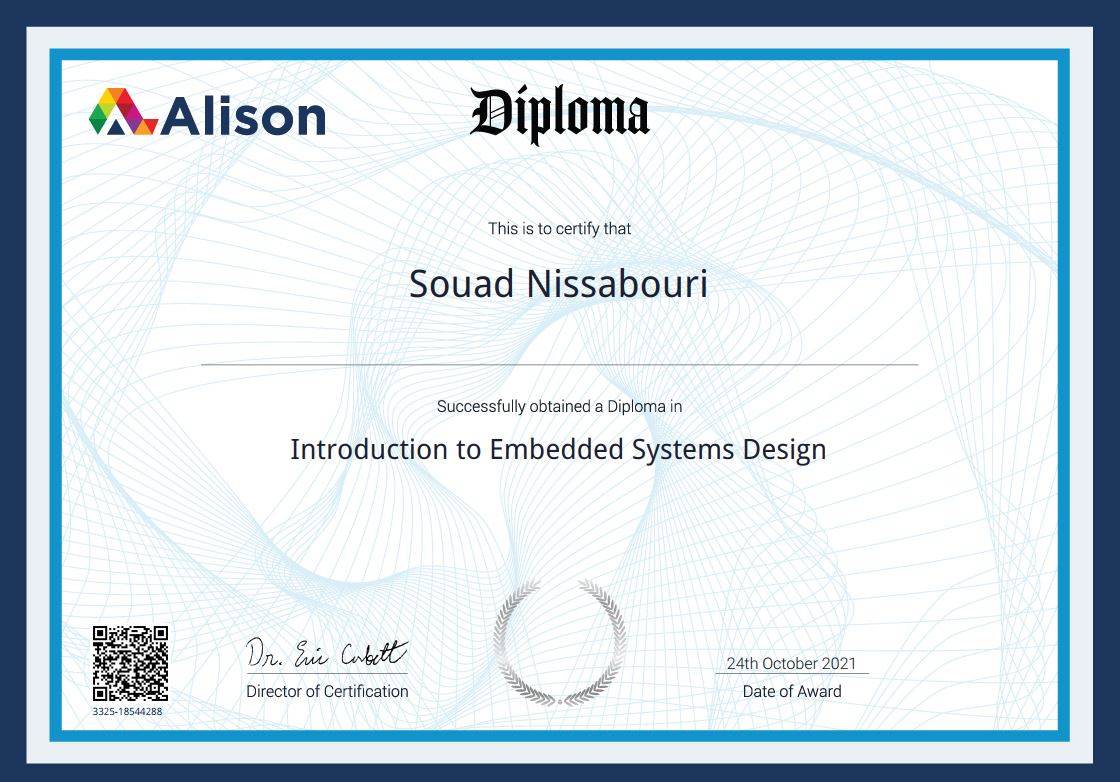 Alison
Diploma
This is to certify that
Souad Nissabouri
Successfully obtained a Diploma in
Introduction to Embedded Systems Design
Dr. Eric Corbett
Director of Certification
24th October 2021
Date of Award
3325-18544288